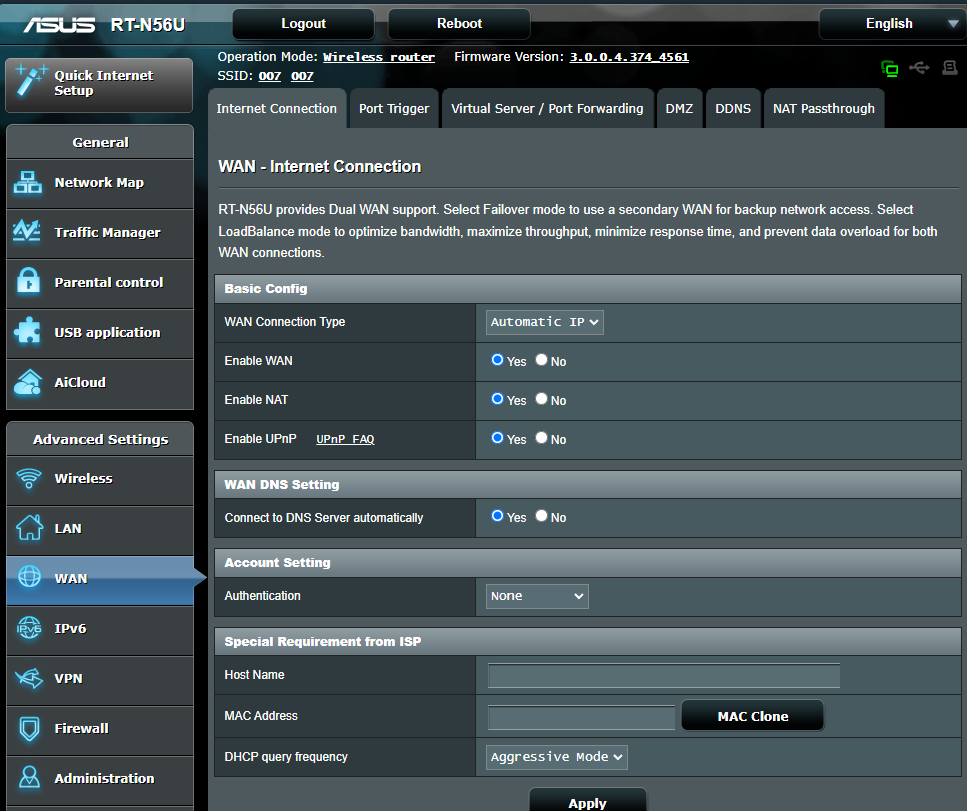 ASUS RT-N56U Logout Reboot English
Operation Mode: Wireless router Firmware Version: 3.0.0.4.374_4561
SSID: 007 007
Quick Internet
Setup
General
Network Map
Traffic Manager
Parental control
USB application
AiCloud
Advanced Settings
Wireless
LAN
WAN
IPv6
IPv6
VPN
Firewall
Administration
Internet Connection Port Trigger Virtual Server / Port Forwarding DMZ DDNS NAT Passthrough
WAN - Internet Connection
RT-N56U provides Dual WAN support. Select Failover mode to use a secondary WAN for backup network access. Select
LoadBalance mode to optimize bandwidth, maximize throughput, minimize response time, and prevent data overload for both
WAN connections.
Basic Config
WAN Connection Type Automatic IP
Enable WAN Yes No
Enable NAT Yes No
Enable UPnP UPnP FAQ Yes No
WAN DNS Setting
Connect to DNS Server automatically Yes No
Account Setting
Authentication None
Special Requirement from ISP
Host Name
MAC Address MAC Clone
DHCP query frequency Aggressive Mode
Apply